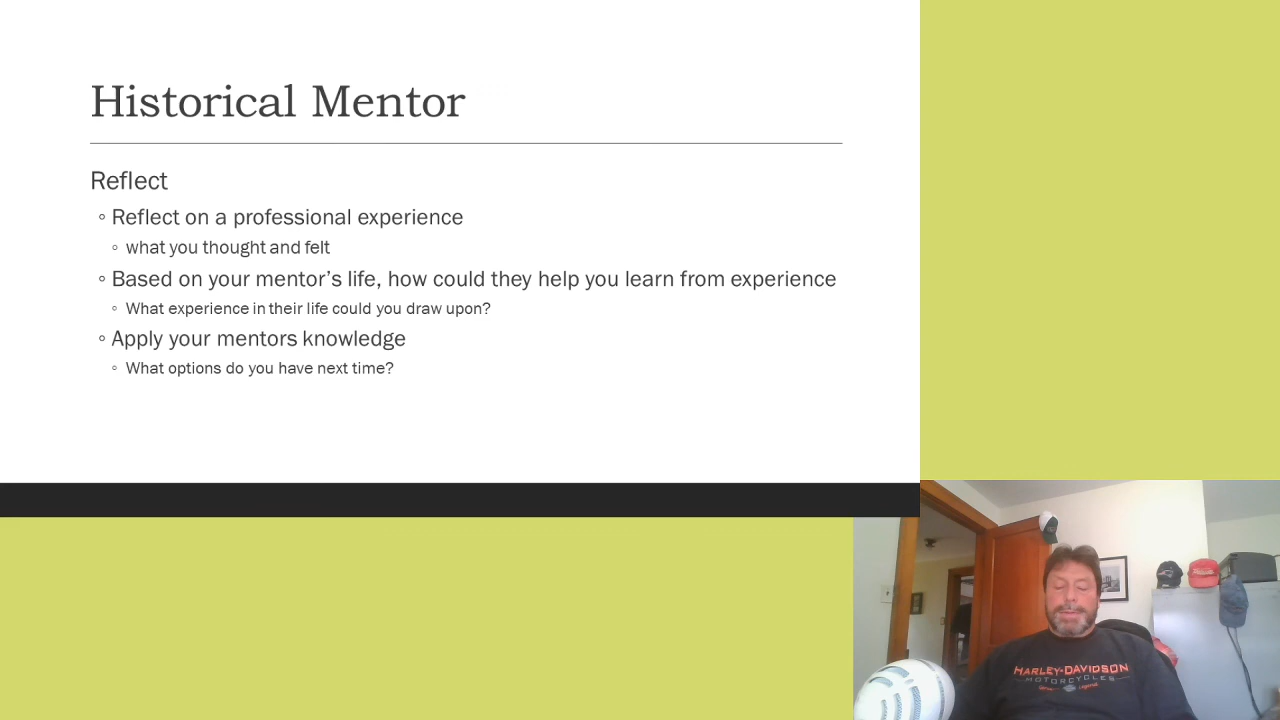 Historical Mentor
Reflect
◦ Reflect on a professional experience
◦ what you thought and felt
◦ Based on your mentor’s life, how could they help you learn from experience
◦ What experience in their life could you draw upon?
◦ Apply your mentors knowledge
◦ What options do you have next time?
HARLEY-DAVIDSON
MOTORCYCLES